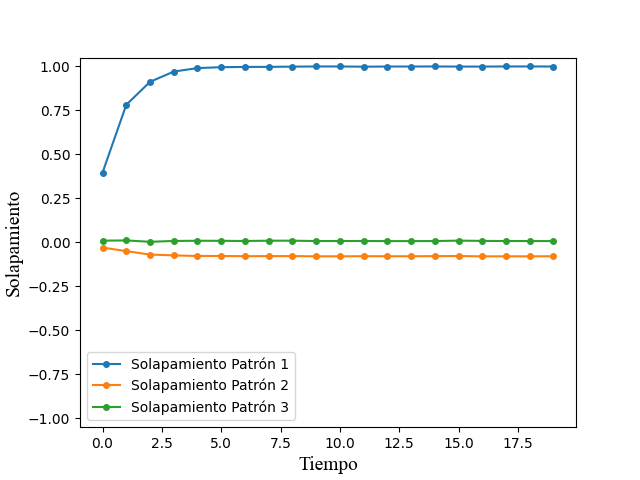 1.00
0.75
0.50
0.25
0.00
−0.25
−0.50
−0.75
−1.00
Solapamiento
Solapamiento Patrón 1
Solapamiento Patrón 2
Solapamiento Patrón 3
0.0 2.5 5.0 7.5 10.0 12.5 15.0 17.5
Tiempo